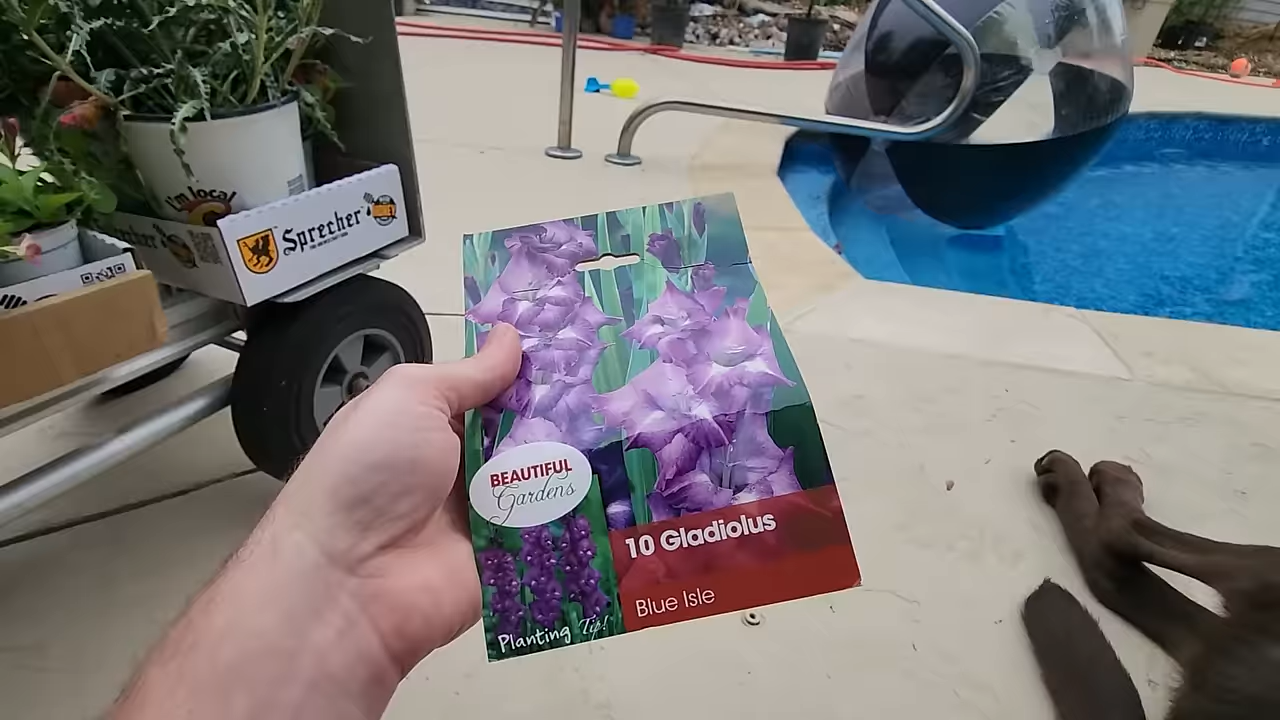 I'm local
Sprecher
BEAUTIFUL
Gardens
10 Gladiolus
Blue Isle
Planting Tip!